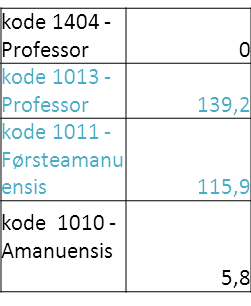 kode 1404 -
Professor 0
kode 1013 -
Professor 139,2
kode 1011 -
Førsteamanu
ensis 115,9
kode  1010 -
Amanuensis
5,8